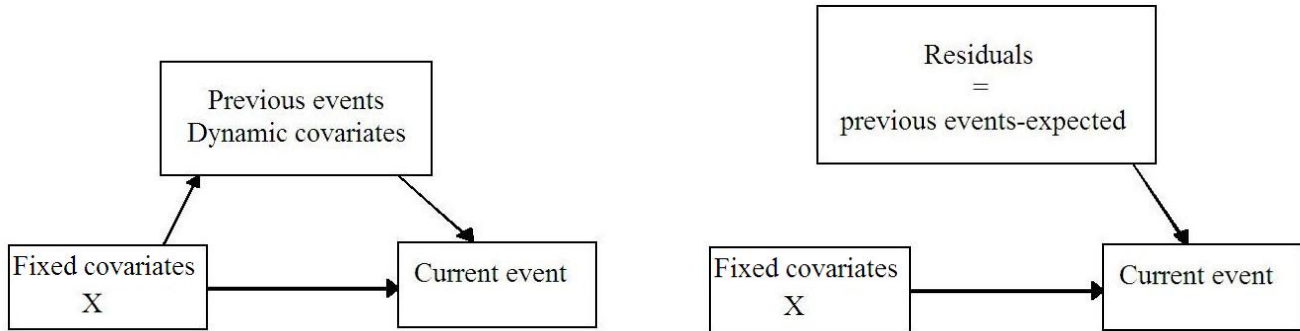 Previous events
Dynamic covariates
Fixed covariates
X
Current event
Residuals
=
previous events-expected
Fixed covariates
X
Current event